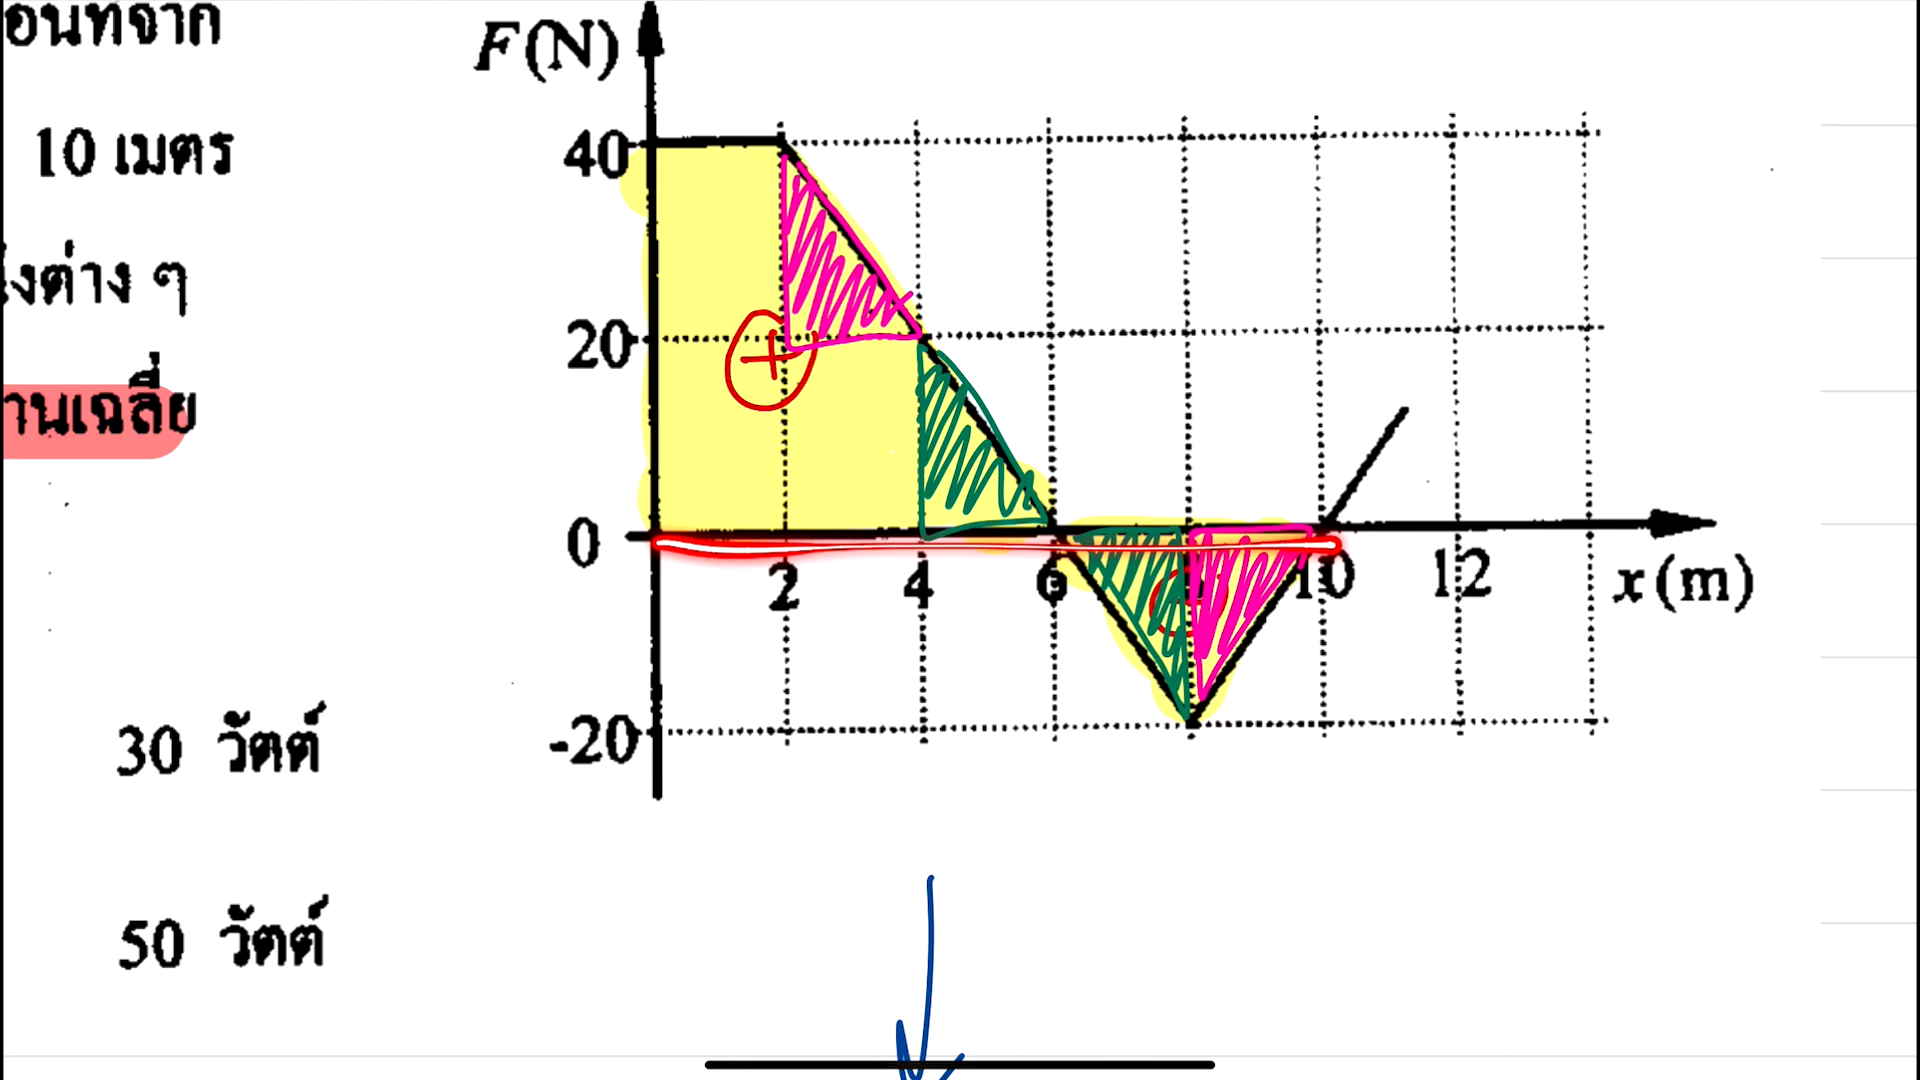 อนที่จาก
10 เมตร
ต่าง ๆ
านเฉลี่ย
30 วัตต์
50 วัตต์
F(N)
40
20
+
0
2
4
6
10
12
x(m)
-20